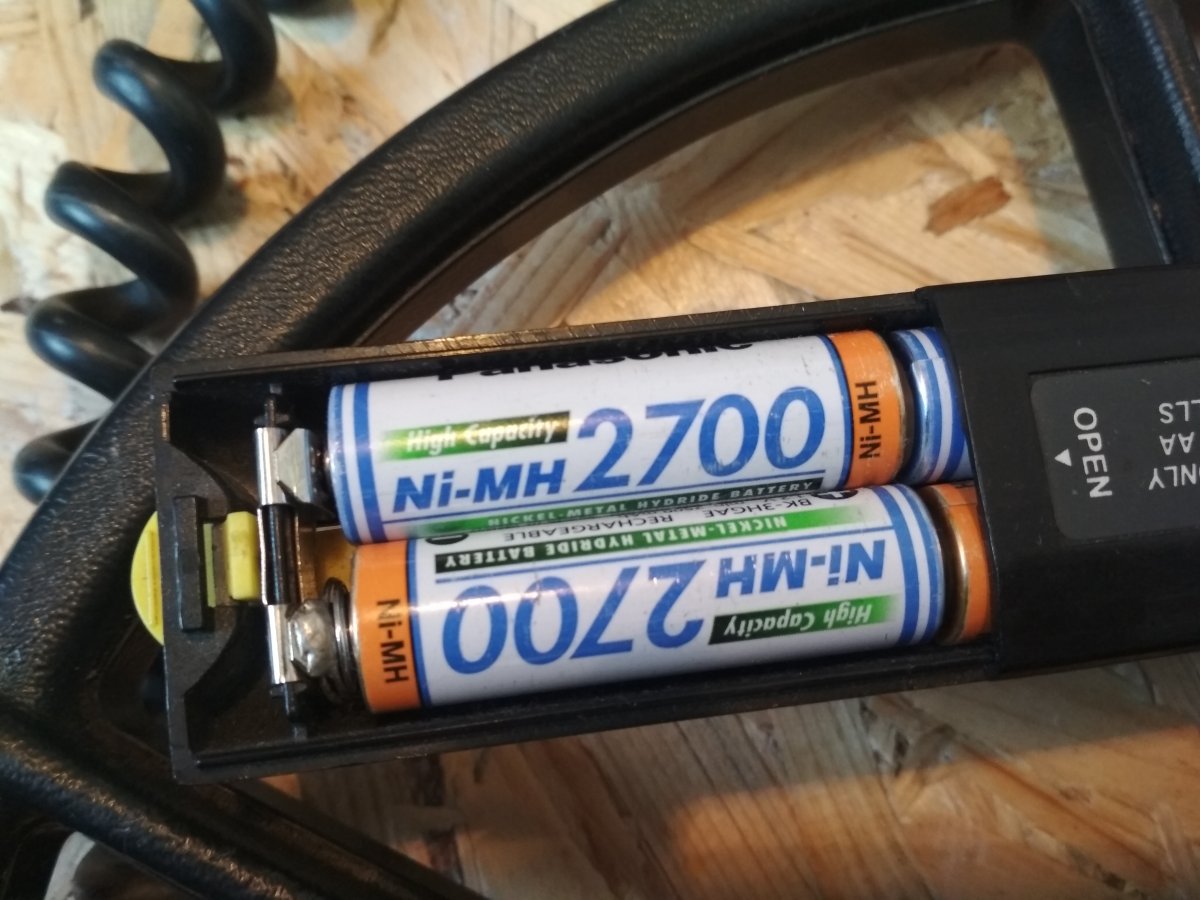 Panasonic
High Capacity
Ni-MH 2700
NICKEL-METAL HYDRIDE BATTERY
Ni-MH
BK-3HGAE RECHARGEABLE
NICKEL-METAL HYDRIDE BATTERY
Ni-MH 2700
High Capacity
Ni-MH
OPEN
AA